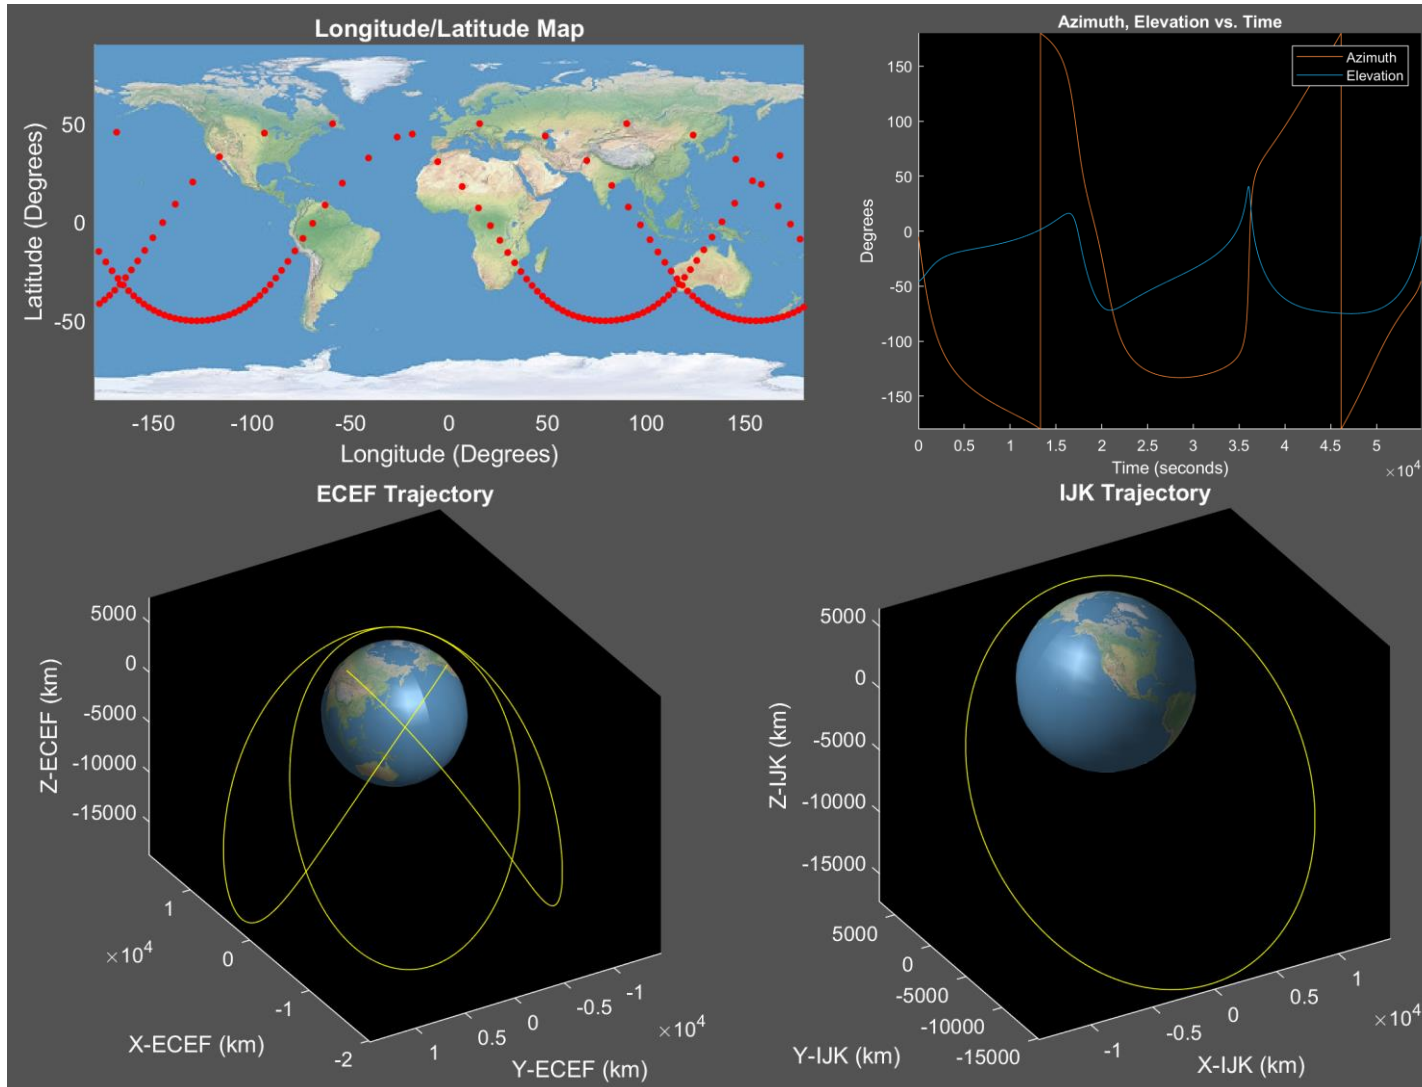 Longitude/Latitude Map
50
0
-50
Latitude (Degrees)
-150 -100 -50 0 50 100 150
Longitude (Degrees)
Azimuth, Elevation vs. Time
Azimuth
Elevation
150
100
50
0
-50
-100
-150
Degrees
0 0.5 1 1.5 2 2.5 3 3.5 4 4.5 5
×10⁴
Time (seconds)
ECEF Trajectory
5000
0
-5000
-10000
-15000
Z-ECEF (km)
1
0
-1
-2
×10⁴
X-ECEF (km)
1 0.5 0 -0.5 -1
×10⁴
Y-ECEF (km)
IJK Trajectory
5000
0
-5000
-10000
-15000
Z-IJK (km)
5000
0
-5000
-10000
-15000
Y-IJK (km)
-1 -0.5 0 0.5 1
×10⁴
X-IJK (km)